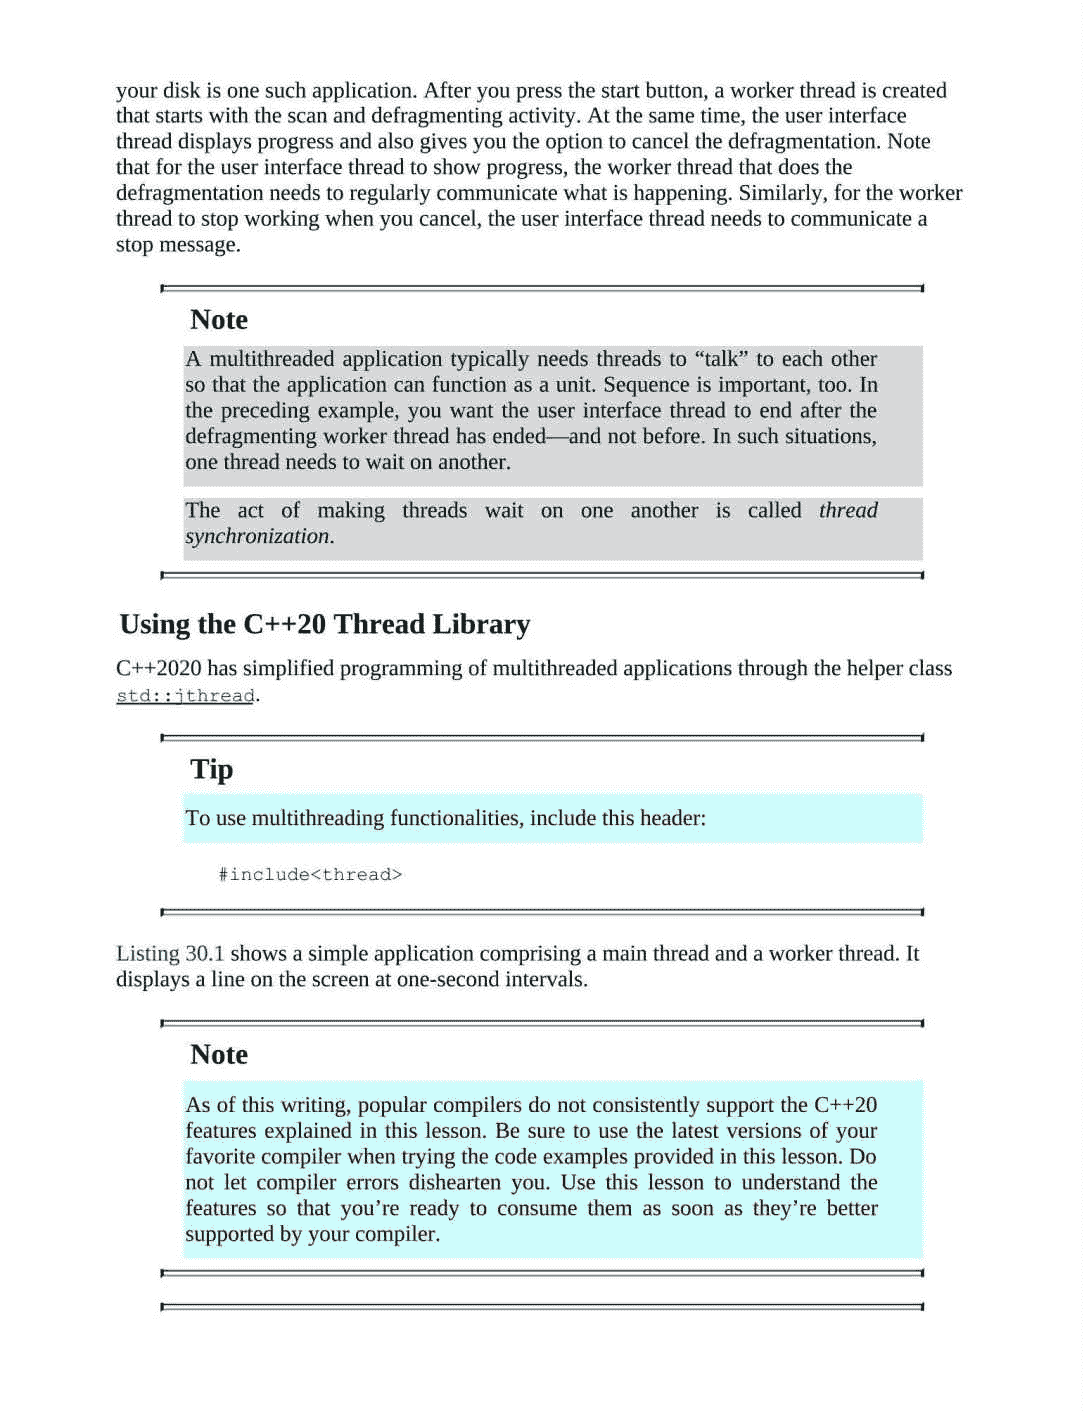 your disk is one such application. After you press the start button, a worker thread is created
that starts with the scan and defragmenting activity. At the same time, the user interface
thread displays progress and also gives you the option to cancel the defragmentation. Note
that for the user interface thread to show progress, the worker thread that does the
defragmentation needs to regularly communicate what is happening. Similarly, for the worker
thread to stop working when you cancel, the user interface thread needs to communicate a
stop message.
Note
A multithreaded application typically needs threads to “talk” to each other
so that the application can function as a unit. Sequence is important, too. In
the preceding example, you want the user interface thread to end after the
defragmenting worker thread has ended—and not before. In such situations,
one thread needs to wait on another.
The act of making threads wait on one another is called thread
synchronization.
Using the C++20 Thread Library
C++2020 has simplified programming of multithreaded applications through the helper class
std::jthread.
Tip
To use multithreading functionalities, include this header:
#include<thread>
Listing 30.1 shows a simple application comprising a main thread and a worker thread. It
displays a line on the screen at one-second intervals.
Note
As of this writing, popular compilers do not consistently support the C++20
features explained in this lesson. Be sure to use the latest versions of your
favorite compiler when trying the code examples provided in this lesson. Do
not let compiler errors dishearten you. Use this lesson to understand the
features so that you’re ready to consume them as soon as they’re better
supported by your compiler.